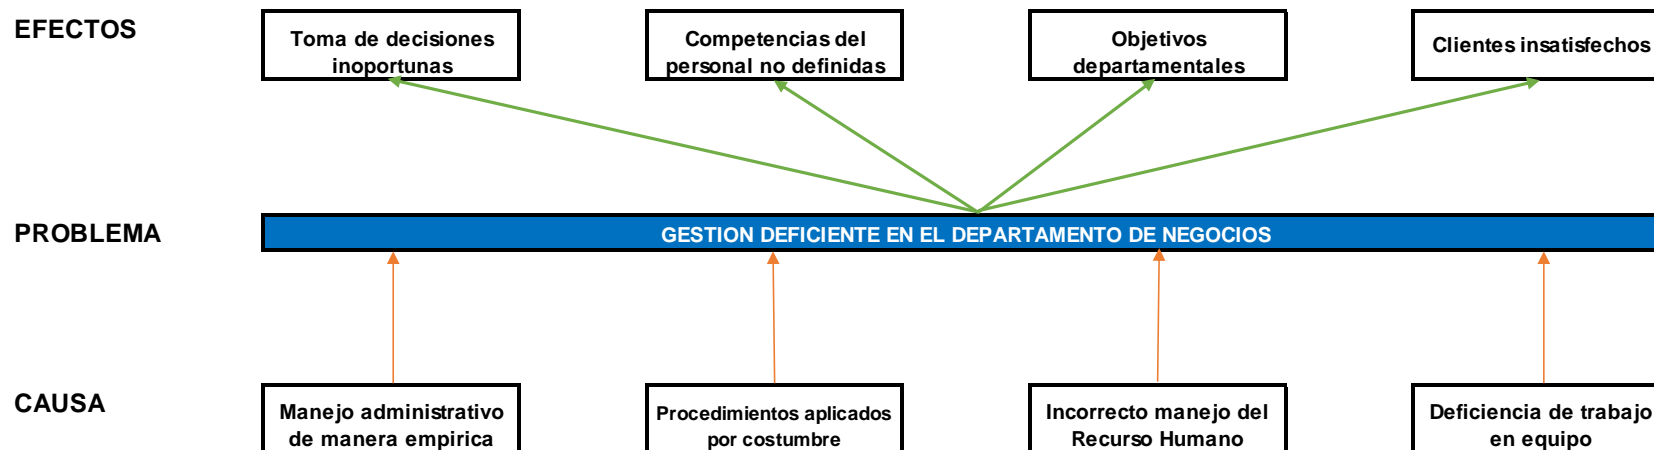 EFECTOS
Toma de decisiones
inoportunas
Competencias del
personal no definidas
Objetivos
departamentales
Clientes insatisfechos
PROBLEMA
GESTION DEFICIENTE EN EL DEPARTAMENTO DE NEGOCIOS
CAUSA
Manejo administrativo
de manera empirica
Procedimientos aplicados
por costumbre
Incorrecto manejo del
Recurso Humano
Deficiencia de trabajo
en equipo